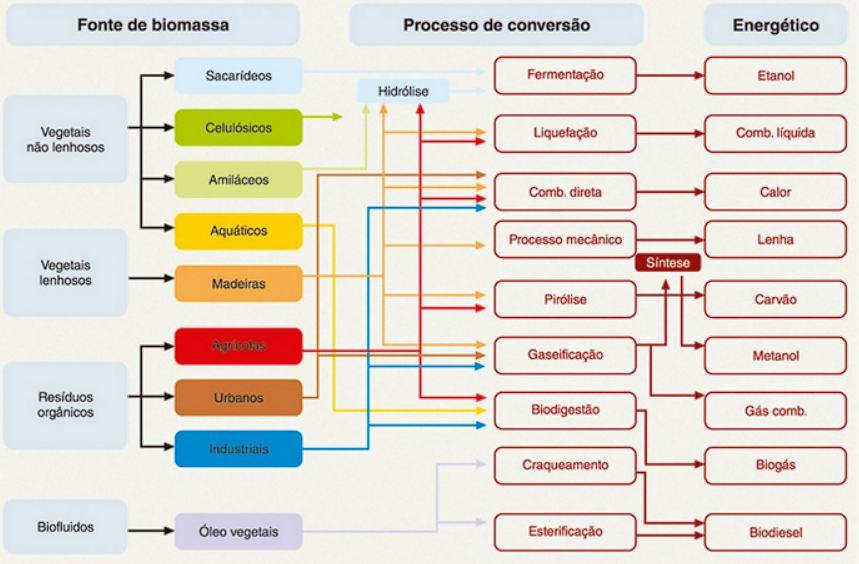 Fonte de biomassa
Processo de conversão
Energético
Vegetais
não lenhosos
Vegetais
lenhosos
Resíduos
orgânicos
Biofluidos
Sacarídeos
Celulósicos
Amiláceos
Aquáticos
Madeiras
Agrícolas
Urbanos
Industriais
Óleo vegetais
Hidrólise
Fermentação
Liquefação
Comb. direta
Processo mecânico
Síntese
Pirólise
Gaseificação
Biodigestão
Craqueamento
Esterificação
Etanol
Comb. líquida
Calor
Lenha
Carvão
Metanol
Gás comb.
Biogás
Biodiesel